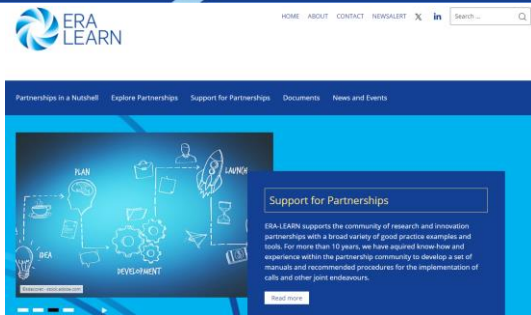 ERA
LEARN
HOME ABOUT CONTACT NEWSALERT X in Search ...
Partnerships in a Nutshell Explore Partnerships Support for Partnerships Documents News and Events
PLAN
LAUNCH
IDEA
DEVELOPMENT
Support for Partnerships
ERA-LEARN supports the community of research and innovation
partnerships with a broad variety of good practice examples and
tools. For more than 10 years, we have aquired know-how and
experience within the partnership community to develop a set of
manuals and recommended procedures for the implementation of
calls and other joint endeavours.
Read more